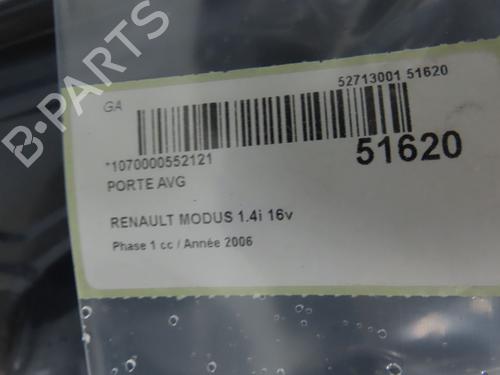 GA
52713001 51620
*1070000552121
51620
PORTE AVG
RENAULT MODUS 1.4i 16v
Phase 1 cc / Année 2006
B-PARTS